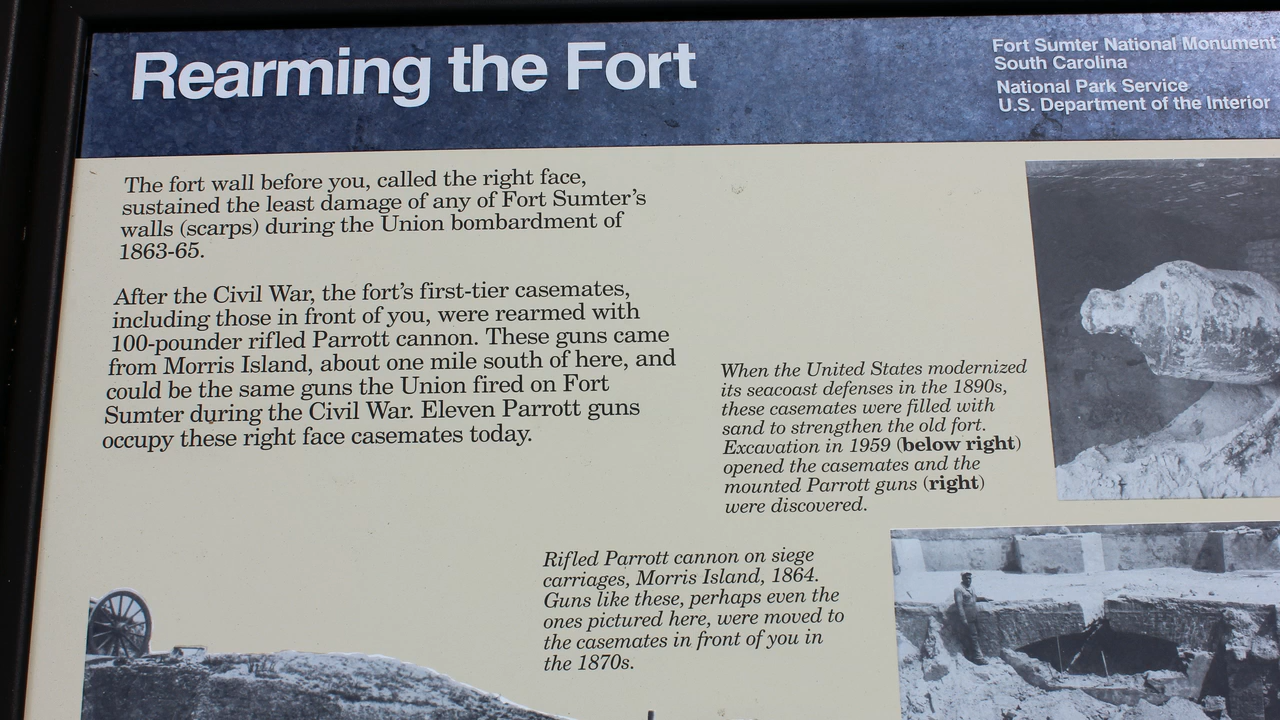 Rearming the Fort
Fort Sumter National Monument
South Carolina
National Park Service
U.S. Department of the Interior
The fort wall before you, called the right face,
sustained the least damage of any of Fort Sumter's
walls (scarps) during the Union bombardment of
1863-65.
After the Civil War, the fort's first-tier casemates,
including those in front of you, were rearmed with
100-pounder rifled Parrott cannon. These guns came
from Morris Island, about one mile south of here, and
could be the same guns the Union fired on Fort
Sumter during the Civil War. Eleven Parrott guns
occupy these right face casemates today.
When the United States modernized
its seacoast defenses in the 1890s,
these casemates were filled with
sand to strengthen the old fort.
Excavation in 1959 (below right)
opened the casemates and the
mounted Parrott guns (right)
were discovered.
Rifled Parrott cannon on siege
carriages, Morris Island, 1864.
Guns like these, perhaps even the
ones pictured here, were moved to
the casemates in front of you in
the 1870s.